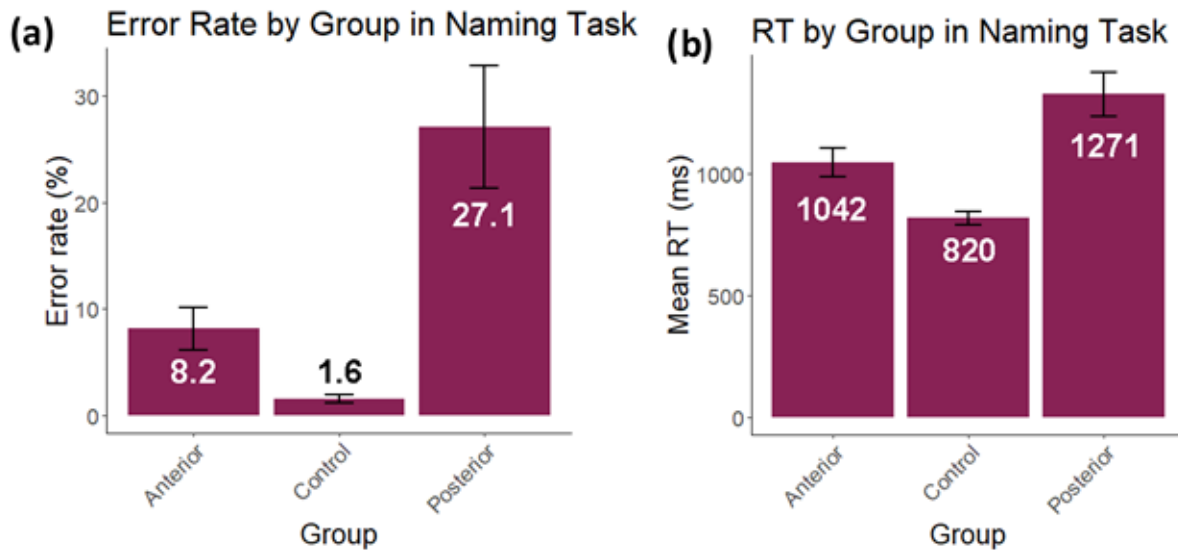 (a)
Error Rate by Group in Naming Task
Error rate (%)
30
20
10
0
8.2
1.6
27.1
Anterior
Control
Posterior
Group
(b)
RT by Group in Naming Task
Mean RT (ms)
1000
500
0
1042
820
1271
Anterior
Control
Posterior
Group